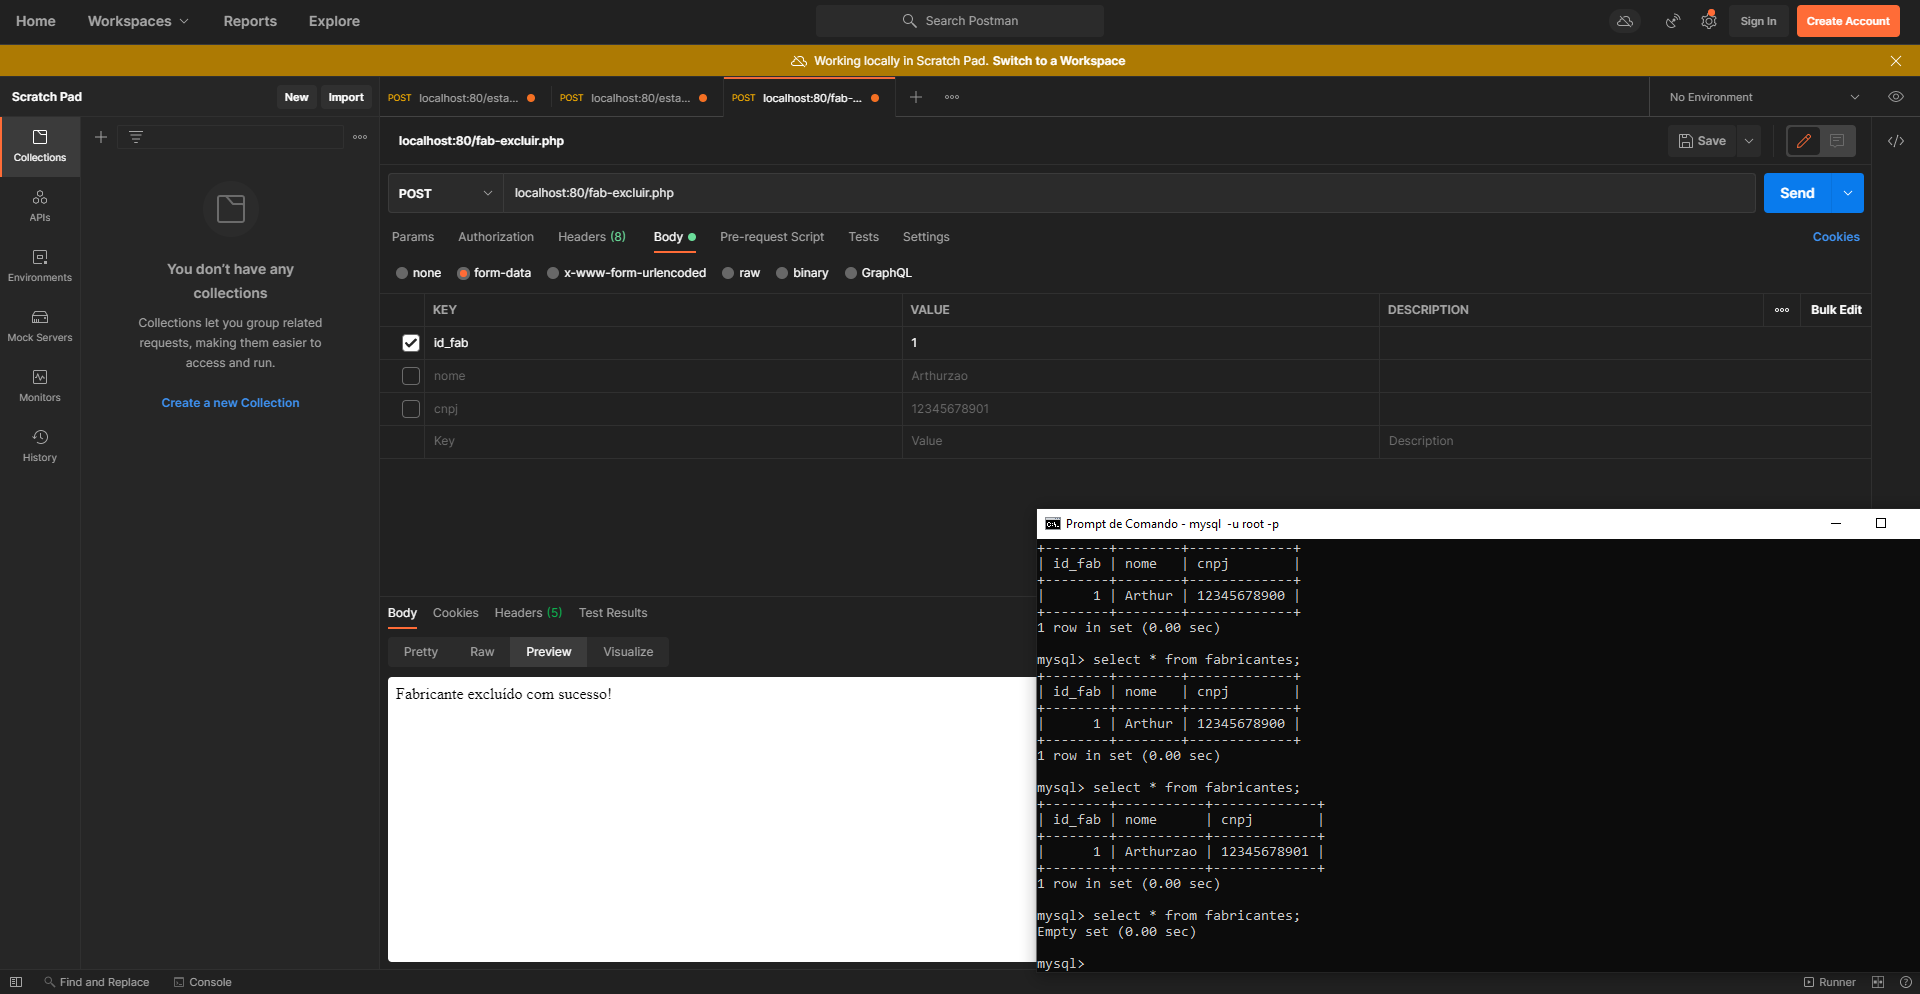 Home Workspaces Reports Explore Search Postman Sign In Create Account
Working locally in Scratch Pad. Switch to a Workspace
Scratch Pad New Import
POST localhost:80/esta... POST localhost:80/esta... POST localhost:80/fab-... No Environment
Collections
APIs
Environments
Mock Servers
Monitors
History
You don't have any
collections
Collections let you group related
requests, making them easier to
access and run.
Create a new Collection
localhost:80/fab-excluir.php Save
POST localhost:80/fab-excluir.php Send
Params Authorization Headers (8) Body Pre-request Script Tests Settings Cookies
none form-data x-www-form-urlencoded raw binary GraphQL
KEY VALUE DESCRIPTION Bulk Edit
id_fab 1
nome Arthurzao
cnpj 12345678901
Key Value Description
Body Cookies Headers (5) Test Results
Pretty Raw Preview Visualize
Fabricante excluído com sucesso!
Prompt de Comando - mysql -u root -p
+--------+--------+-------------+
| id_fab | nome   | cnpj        |
+--------+--------+-------------+
|      1 | Arthur | 12345678900 |
+--------+--------+-------------+
1 row in set (0.00 sec)
mysql> select * from fabricantes;
+--------+--------+-------------+
| id_fab | nome   | cnpj        |
+--------+--------+-------------+
|      1 | Arthur | 12345678900 |
+--------+--------+-------------+
1 row in set (0.00 sec)
mysql> select * from fabricantes;
+--------+-----------+-------------+
| id_fab | nome      | cnpj        |
+--------+-----------+-------------+
|      1 | Arthurzao | 12345678901 |
+--------+-----------+-------------+
1 row in set (0.00 sec)
mysql> select * from fabricantes;
Empty set (0.00 sec)
mysql>
Find and Replace Console Runner